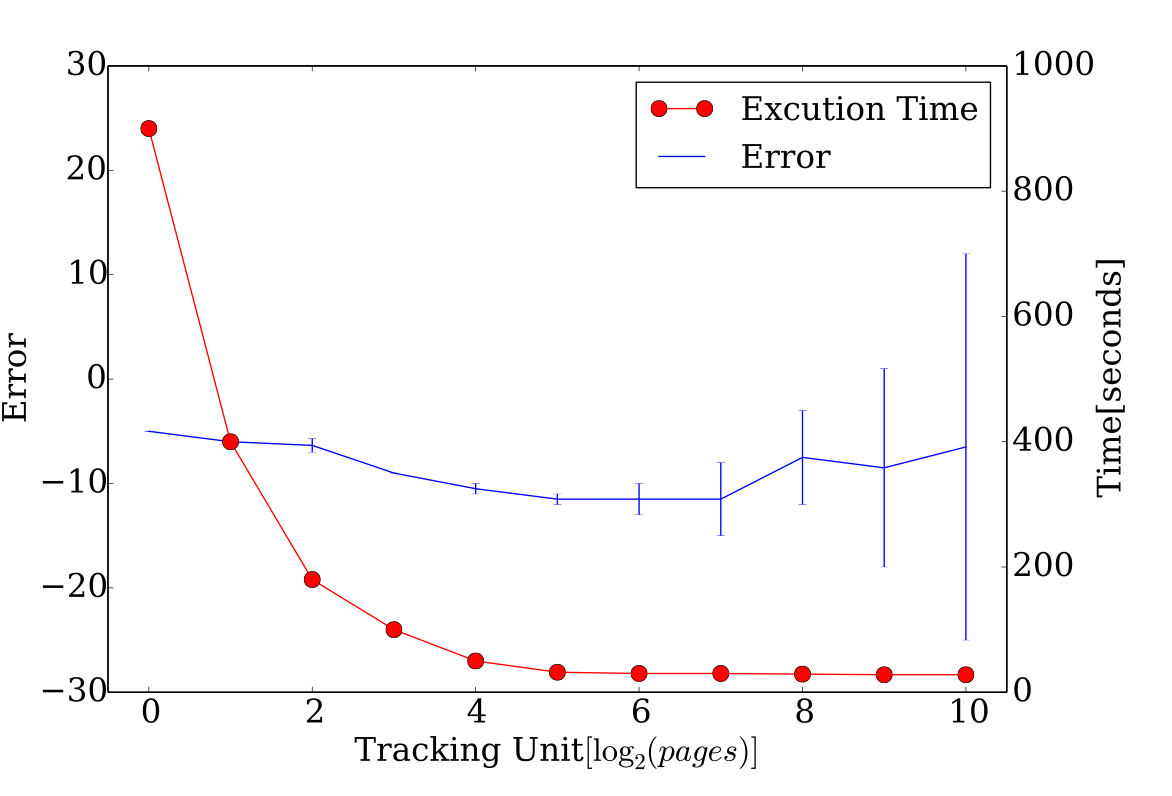 30
20
10
0
−10
−20
−30
Error
1000
800
600
400
200
0
Time[seconds]
Excution Time
Error
0 2 4 6 8 10
Tracking Unit[log₂(pages)]